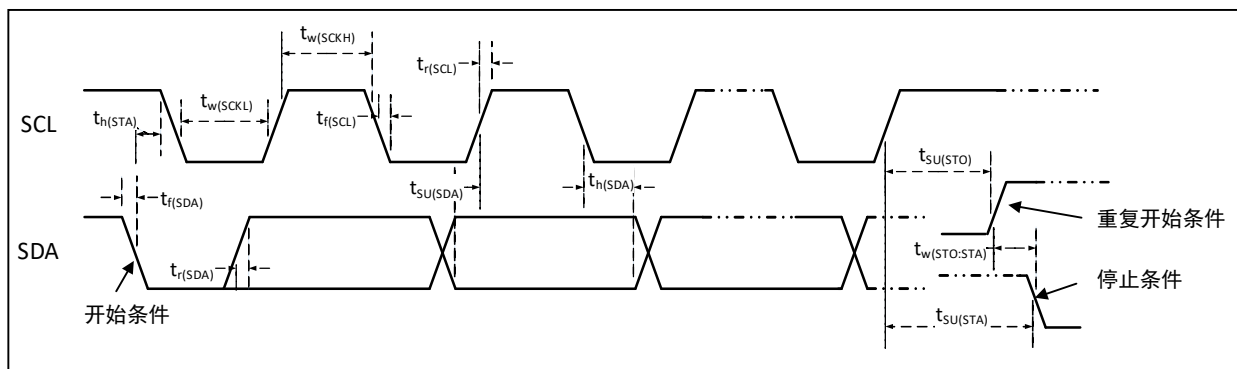 tw(SCKH)
tr(SCL)
tw(SCKL)
th(STA)
tf(SCL)
SCL
tSU(STO)
tSU(SDA)
th(SDA)
tf(SDA)
重复开始条件
SDA
tw(STO:STA)
tr(SDA)
停止条件
开始条件
tSU(STA)